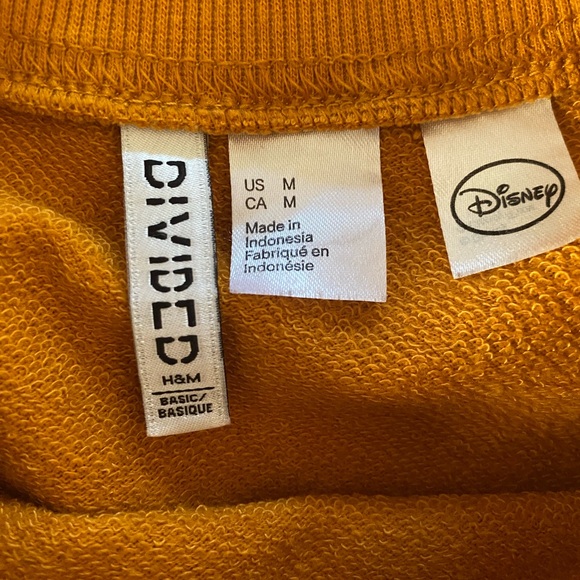 DIVIDED
H&M
BASIC/
BASIQUE
US M
CA M
Made in
Indonesia
Fabriqué en
Indonésie
Disney